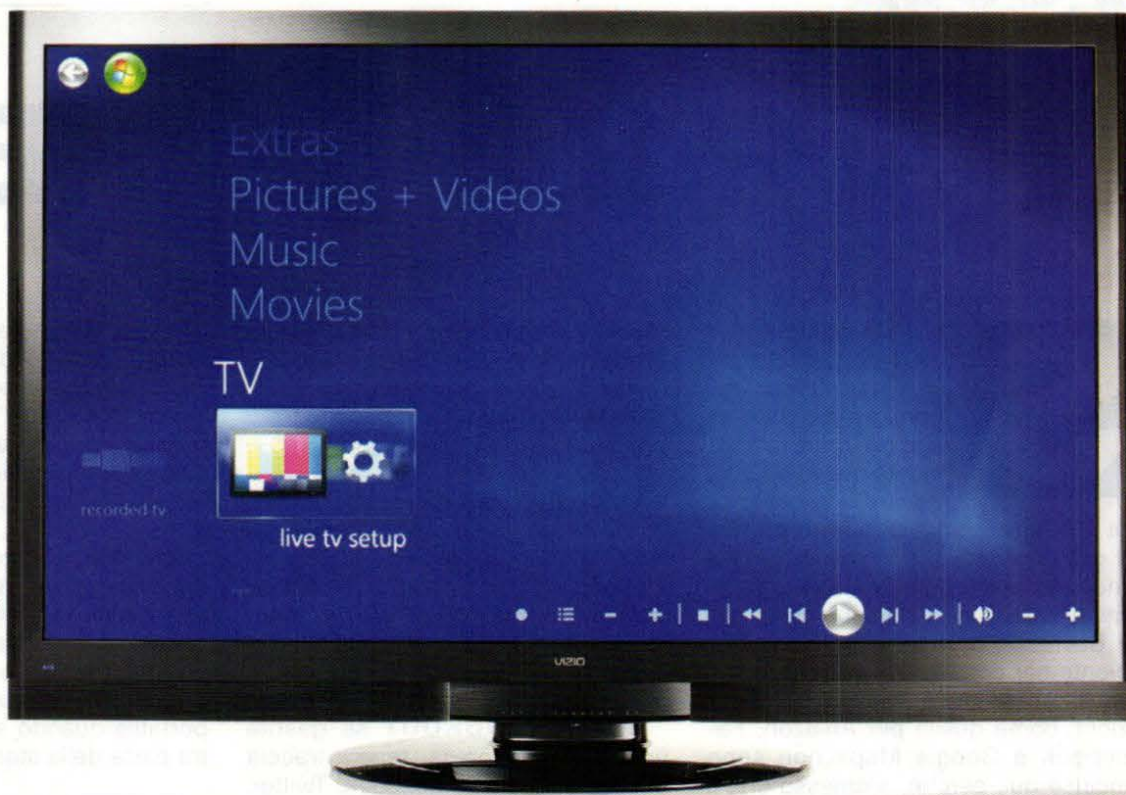 Extras
Pictures + Videos
Music
Movies
TV
recorded tv
live tv setup
VIZIO